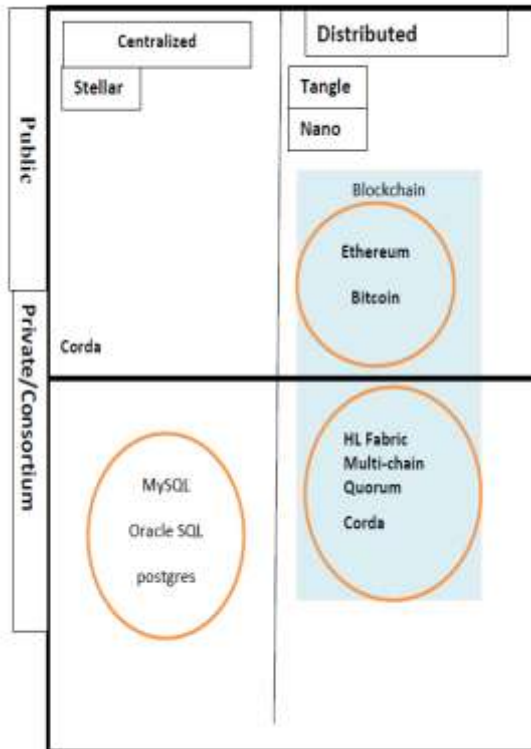 Centralized
Distributed
Stellar
Tangle
Nano
Public
Blockchain
Ethereum
Bitcoin
Corda
Private/Consortium
MySQL
Oracle SQL
postgres
HL Fabric
Multi-chain
Quorum
Corda